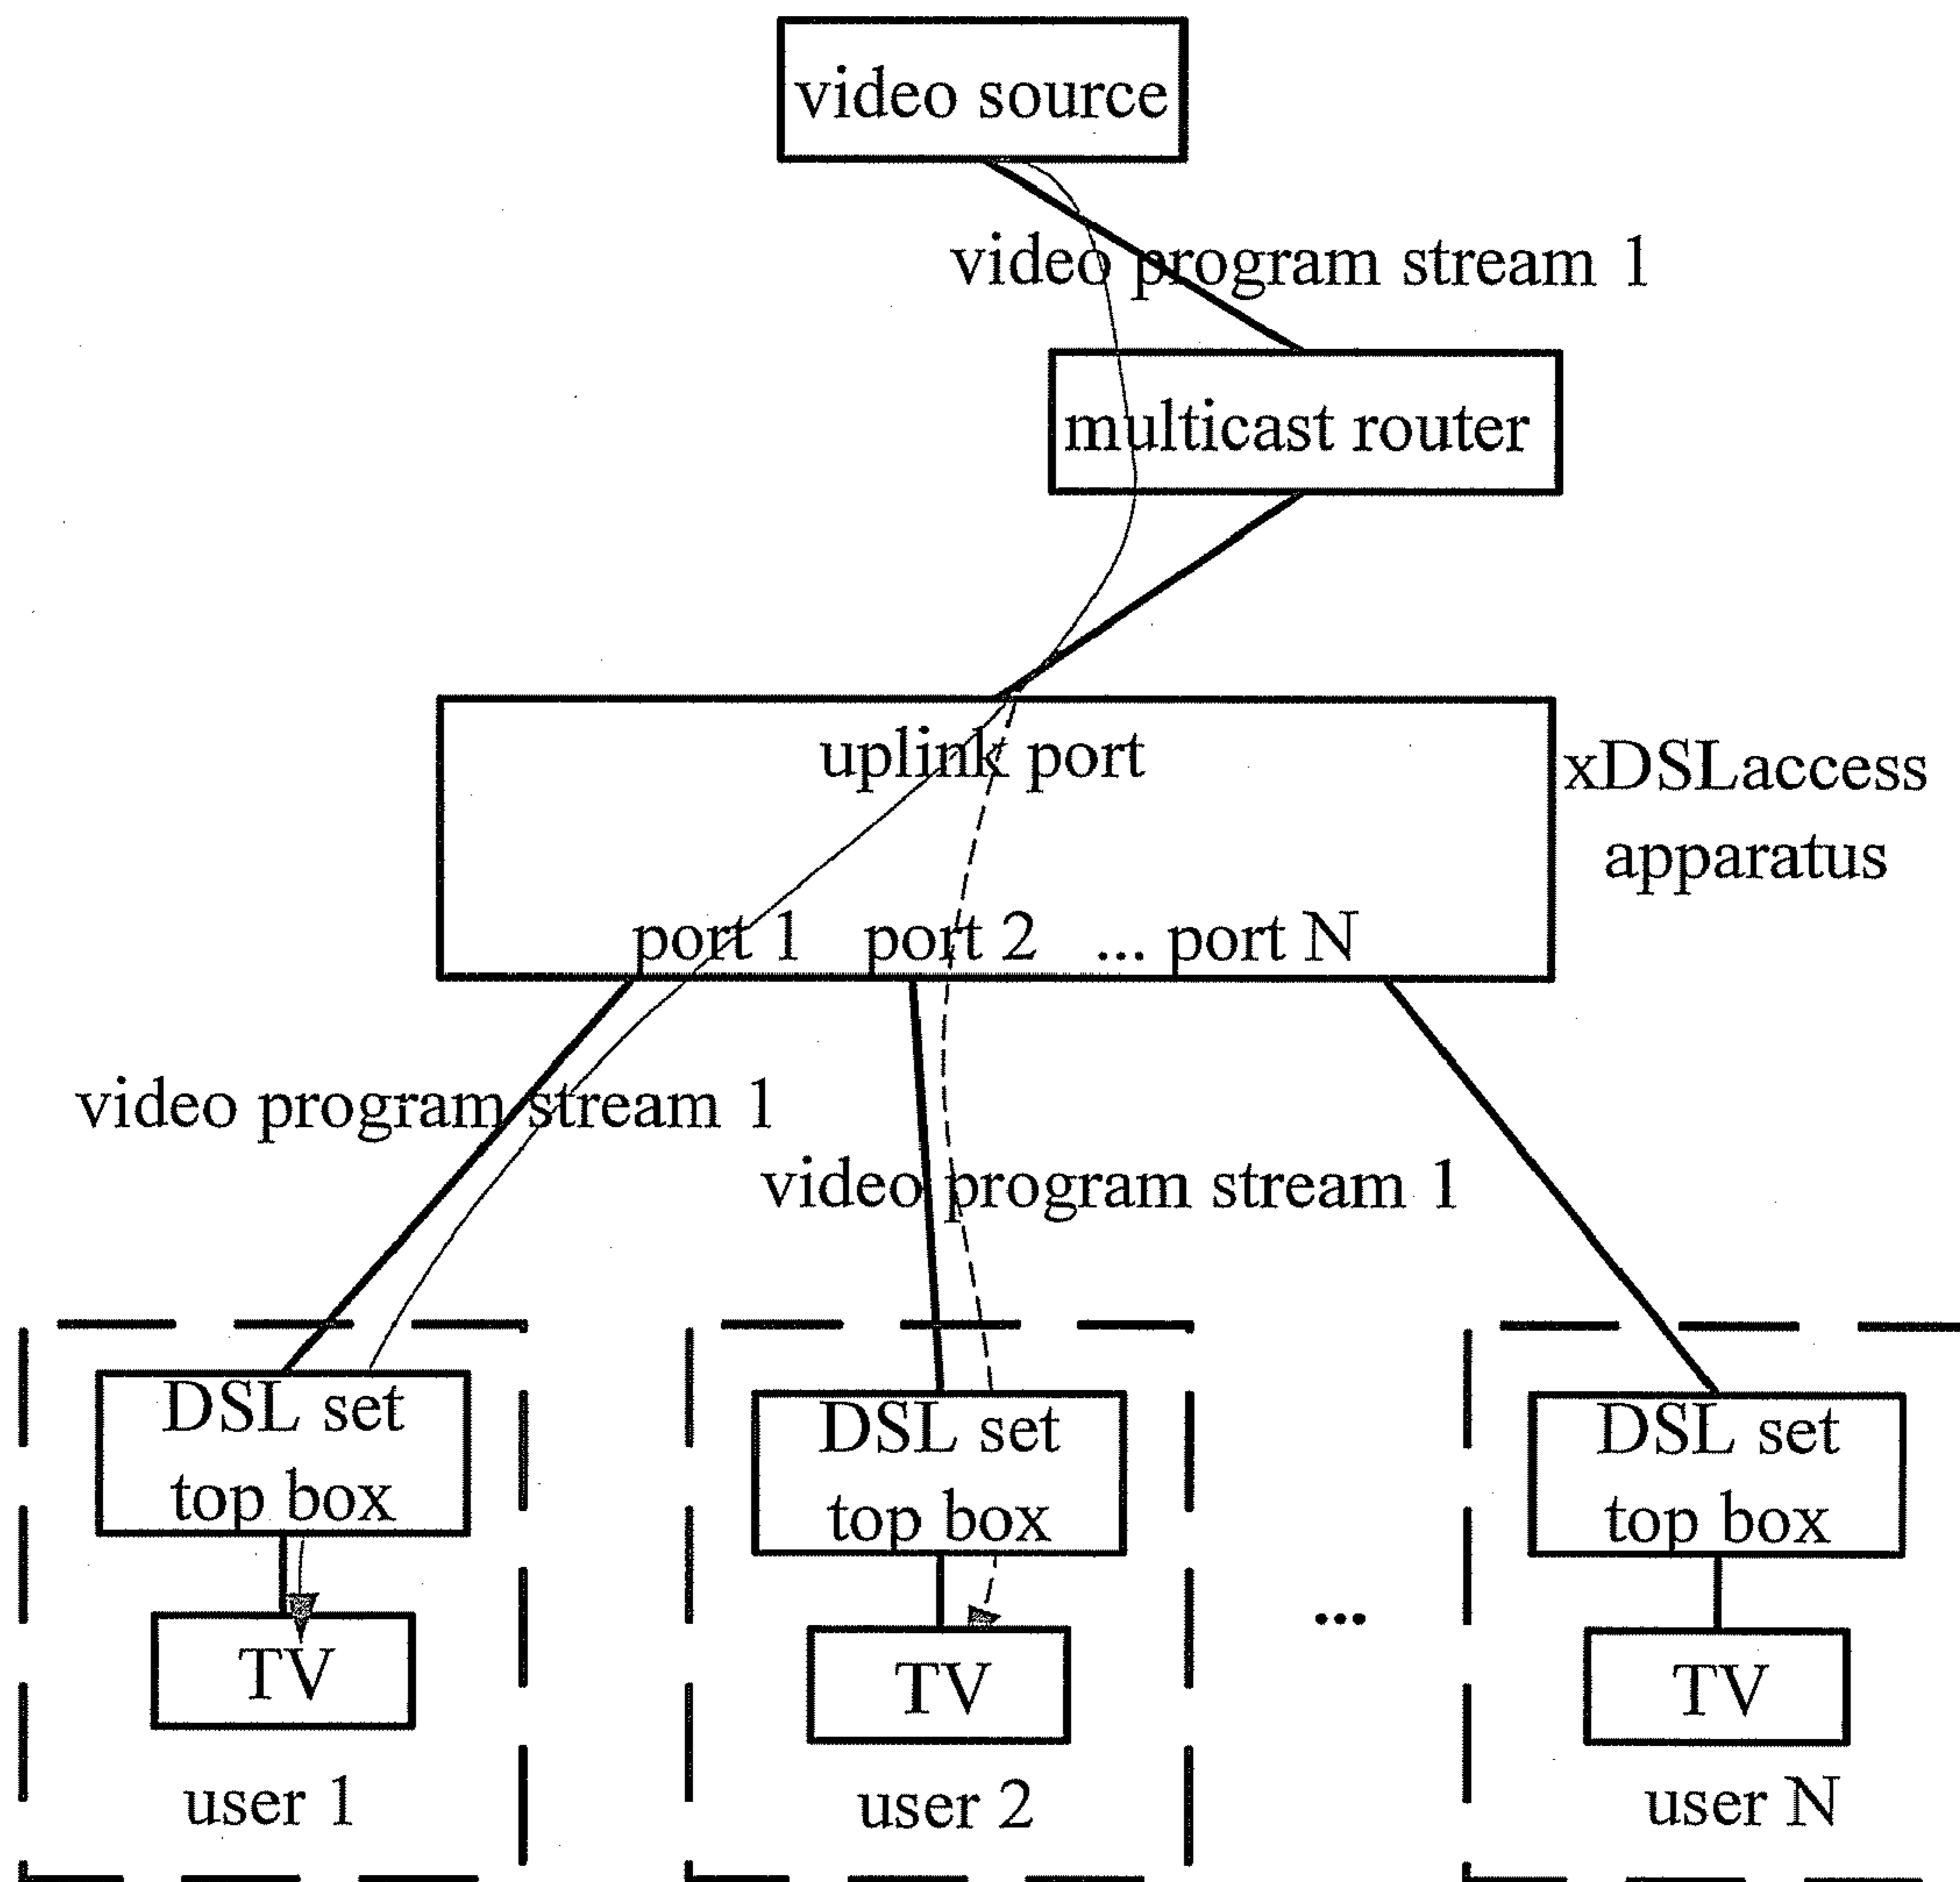 video source
video program stream 1
multicast router
uplink port
xDSLaccess
apparatus
port 1 port 2 ... port N
video program stream 1
video program stream 1
DSL set
top box
TV
user 1
DSL set
top box
TV
user 2
...
DSL set
top box
TV
user N